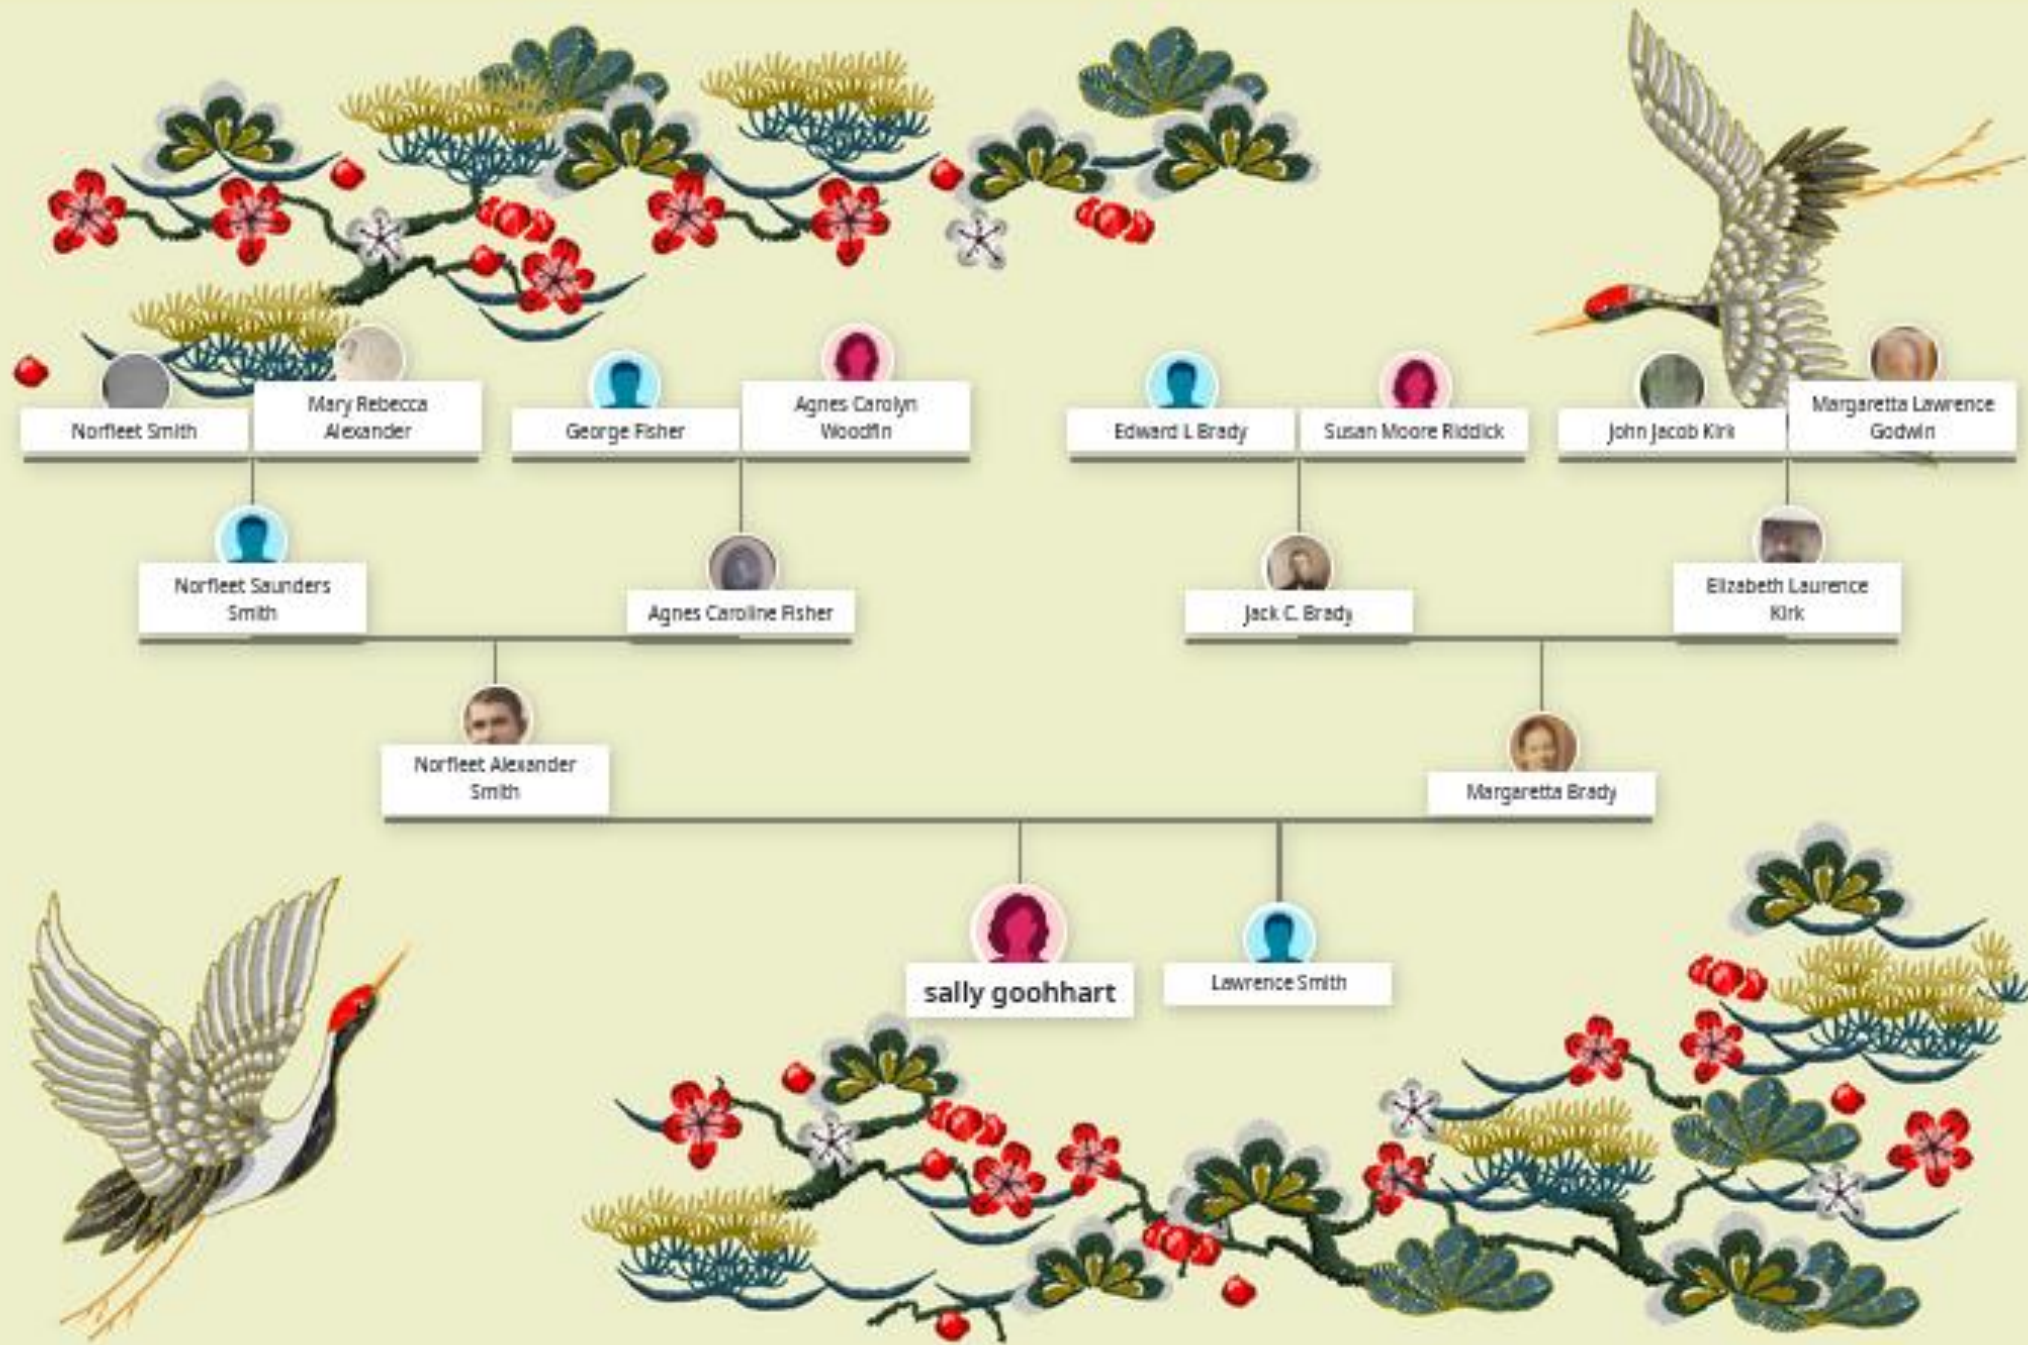 Norfleet Smith
Mary Rebecca
Alexander
George Fisher
Agnes Carolyn
Woodfin
Edward L Brady
Susan Moore Riddick
John Jacob Kirk
Margaretta Lawrence
Godwin
Norfleet Saunders
Smith
Agnes Caroline Fisher
Jack C. Brady
Elizabeth Laurence
Kirk
Norfleet Alexander
Smith
Margaretta Brady
sally goohhart
Lawrence Smith